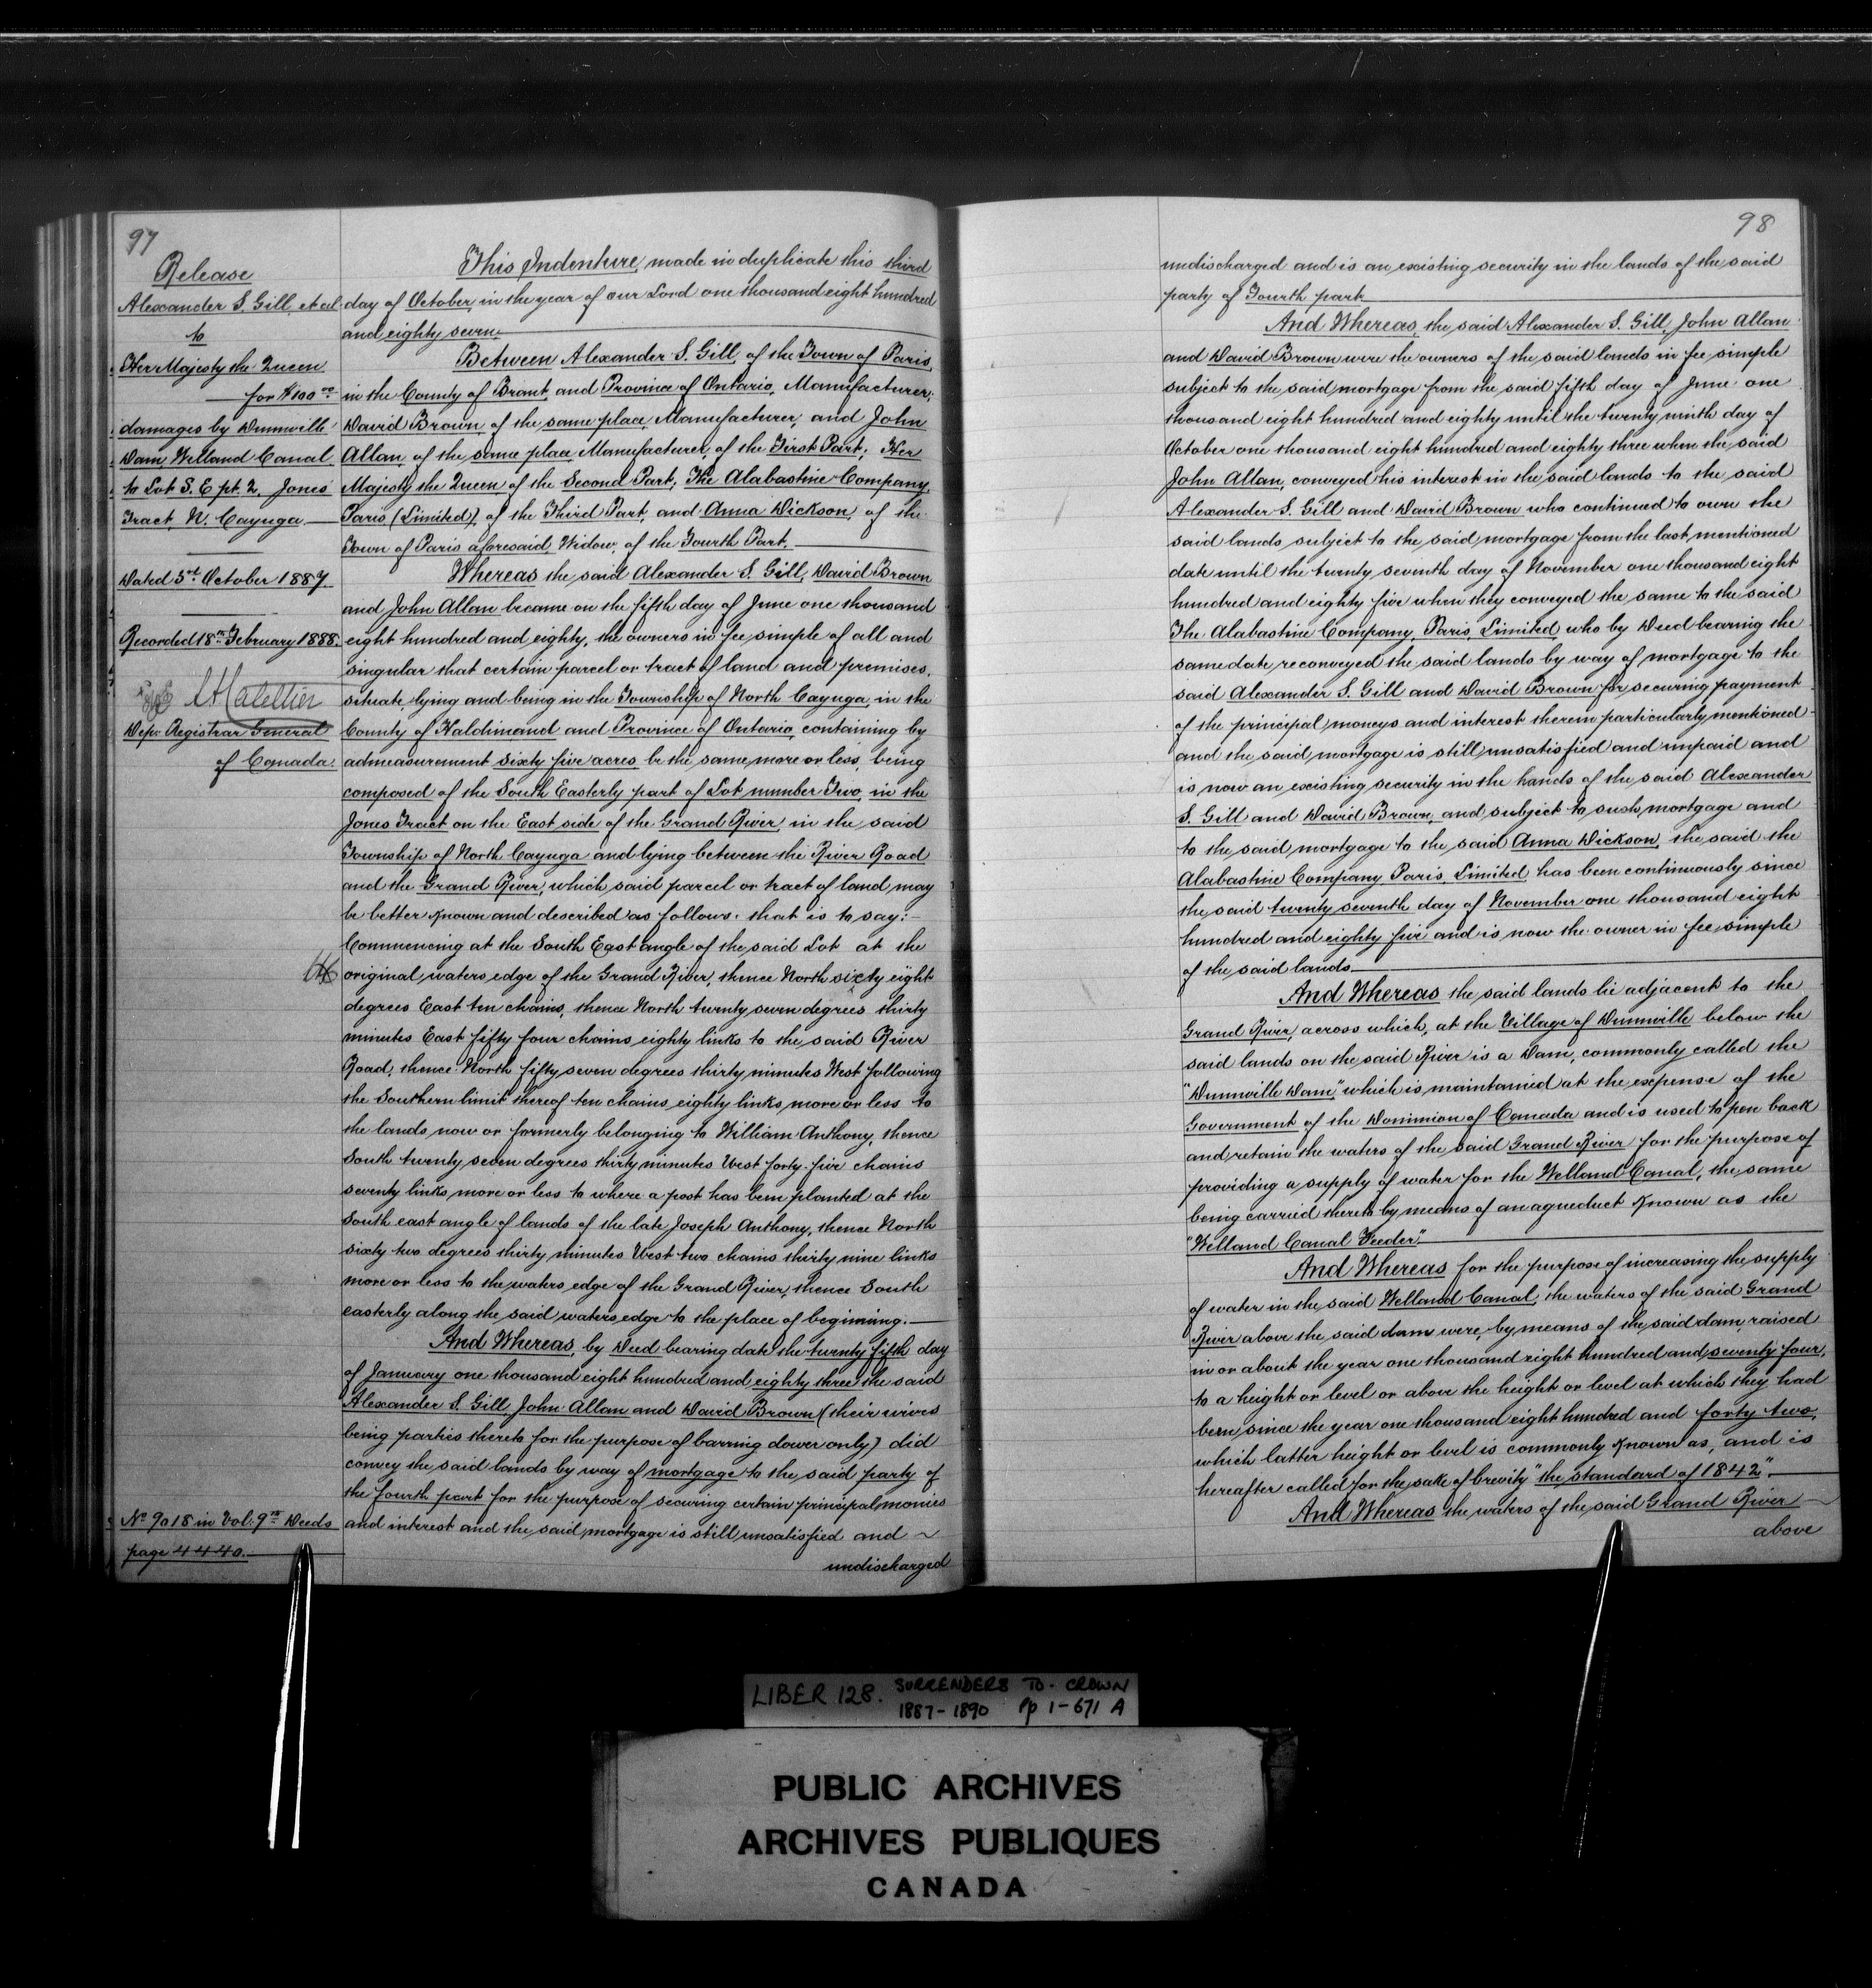 97
Release
Alexander S. Gill, et al
to
Her Majesty the Queen
for $100 00
damages by Dunnville
Dam Welland Canal
to Lot S. E pt. 2. Jones
Tract N. Cayuga
Dated 3rd October 1887.
Recorded 18th February 1888.
Depy Registrar General
of Canada.
No 9018 in Vol: 9th Deeds
page 4440.
This Indenture, made in duplicate this third
day of October, in the year of our Lord one thousand eight hundred
and eighty seven.
Between Alexander S. Gill, of the Town of Paris,
in the County of Brant, and Province of Ontario, Manufacturer;
David Brown, of the same place, Manufacturer, and John
Allan, of the same place, Manufacturer, of the First Part; Her
Majesty the Queen of the Second Part; The Alabastine Company,
Paris (Limited), of the Third Part, and Anna Dickson, of the
Town of Paris aforesaid, Widow, of the Fourth Part.
Whereas the said Alexander S. Gill, David Brown
and John Allan became on the fifth day of June one thousand
eight hundred and eighty, the owners in fee simple of all and
singular that certain parcel or tract of land and premises,
situate, lying and being in the Township of North Cayuga, in the
County of Haldimand and Province of Ontario, containing by
admeasurement sixty five acres, be the same more or less, being
composed of the South Easterly part of Lot number Two, in the
Jones Tract on the East side of the Grand River, in the said
Township of North Cayuga and lying between the River Road
and the Grand River, which said parcel or tract of land may
be better known and described as follows: that is to say:-
Commencing at the South East angle of the said Lot at the
original waters edge of the Grand River, thence North sixty eight
degrees East ten chains, thence North twenty seven degrees thirty
minutes East fifty four chains eighty links to the said River
Road, thence North fifty seven degrees thirty minutes West following
the Southern limit thereof ten chains, eighty links, more or less to
the lands now or formerly belonging to William Anthony, thence
South twenty seven degrees thirty minutes West forty-five chains
seventy links more or less to where a post has been planted at the
South east angle of lands of the late Joseph Anthony, thence North
sixty two degrees thirty minutes West two chains thirty nine links
more or less to the waters edge of the Grand River, thence South
easterly along the said waters edge to the place of beginning.
And Whereas, by Deed bearing date the twenty fifth day
of January one thousand eight hundred and eighty three the said
Alexander S. Gill John Allan and David Brown (their wives
being parties thereto for the purpose of barring dower only) did
convey the said lands by way of mortgage to the said party of
the fourth part for the purpose of securing certain principal monies
and interest and the said mortgage is still unsatisfied and ~
undischarged
98
undischarged and is an existing security in the lands of the said
party of Fourth part
And Whereas, the said Alexander S. Gill, John Allan
and David Brown were the owners of the said lands in fee simple
subject to the said mortgage from the said fifth day of June one
thousand eight hundred and eighty until the twenty ninth day of
October one thousand eight hundred and eighty three when the said
John Allan, conveyed his interest in the said lands to the said
Alexander S. Gill and David Brown who continued to own the
said lands subject to the said mortgage from the last mentioned
date until the twenty seventh day of November one thousand eight
hundred and eighty five when they conveyed the same to the said
The Alabastine Company, Paris, Limited, who by Deed bearing the
same date reconveyed the said lands by way of mortgage to the
said Alexander S. Gill and David Brown for securing payment
of the principal moneys and interest therein particularly mentioned
and the said mortgage is still unsatisfied and unpaid and
is now an existing security in the hands of the said Alexander
S. Gill and David Brown, and subject to such mortgage and
to the said mortgage to the said Anna Dickson, the said the
Alabastine Company, Paris, Limited has been continuously since
the said twenty seventh day of November one thousand eight
hundred and eighty five and is now the owner in fee simple
of the said lands
And Whereas the said lands lie adjacent to the
Grand River, across which, at the Village of Dunnville below the
said lands on the said River is a Dam, commonly called the
"Dunnville Dam" which is maintained at the expense of the
Government of the Dominion of Canada and is used to pen back
and retain the waters of the said Grand River for the purpose of
providing a supply of water for the Welland Canal, the same
being carried thereto by means of an aqueduct known as the
"Welland Canal Feeder".
And Whereas for the purpose of increasing the supply
of water in the said Welland Canal, the waters of the said Grand
River above the said dam were, by means of the said dam, raised
in or about the year one thousand eight hundred and seventy four,
to a height or level or above the height or level at which they had
been since the year one thousand eight hundred and forty two,
which latter height or level is commonly known as, and is
hereafter called for the sake of brevity "the standard of 1842".
And Whereas the waters of the said Grand River
above
LIBER 128. SURRENDERS TO CROWN
1887-1890 Pp 1-671 A
PUBLIC ARCHIVES
ARCHIVES PUBLIQUES
CANADA